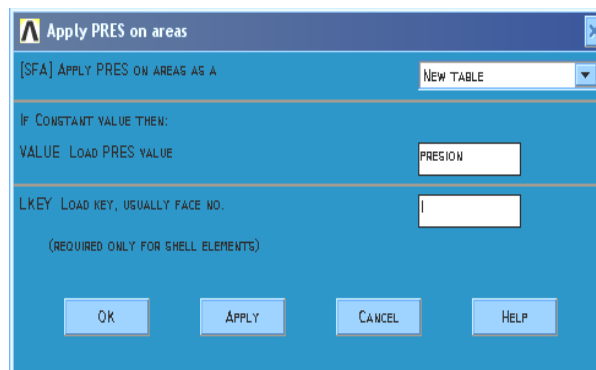 Apply PRES on areas
[SFA] Apply PRES on areas as a
New table
If Constant value then:
VALUE Load PRES value
PRESION
LKEY Load key, usually face no.
1
(required only for shell elements)
OK
Apply
Cancel
Help